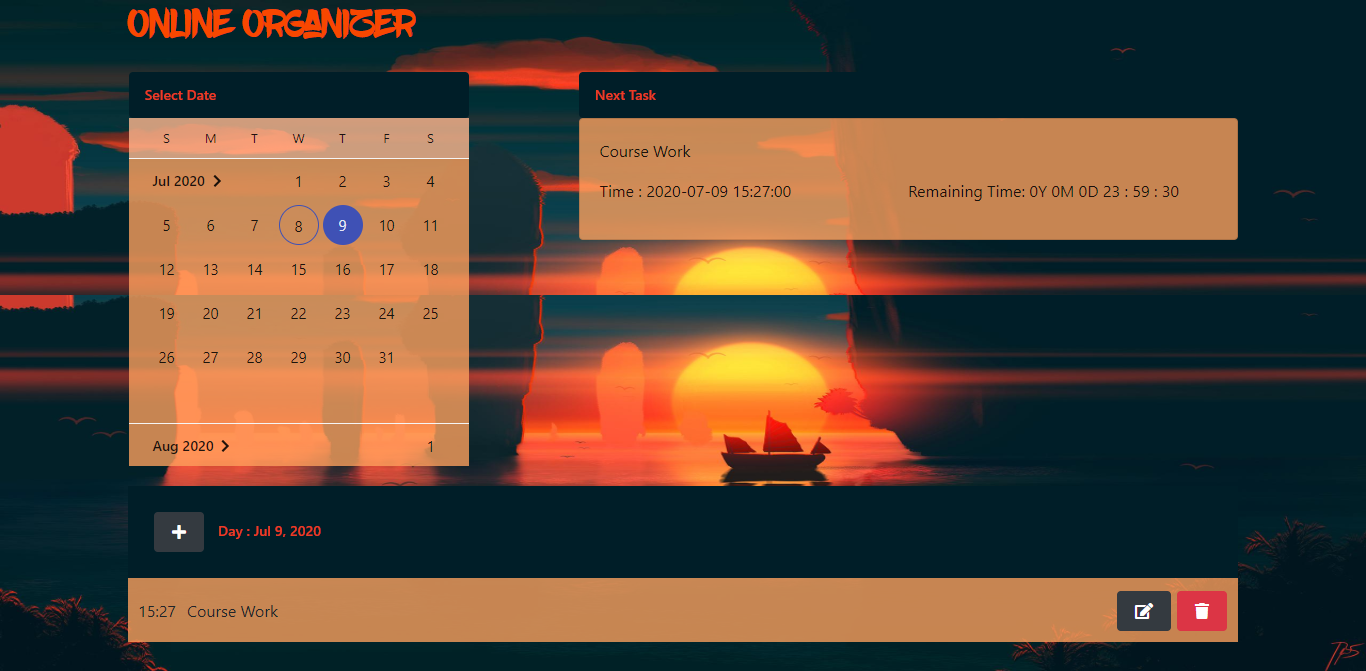 ONLINE ORGANIZER
Select Date
S M T W T F S
Jul 2020 1 2 3 4
5 6 7 8 9 10 11
12 13 14 15 16 17 18
19 20 21 22 23 24 25
26 27 28 29 30 31
Aug 2020 1
Next Task
Course Work
Time : 2020-07-09 15:27:00 Remaining Time: 0Y 0M 0D 23 : 59 : 30
Day : Jul 9, 2020
15:27 Course Work